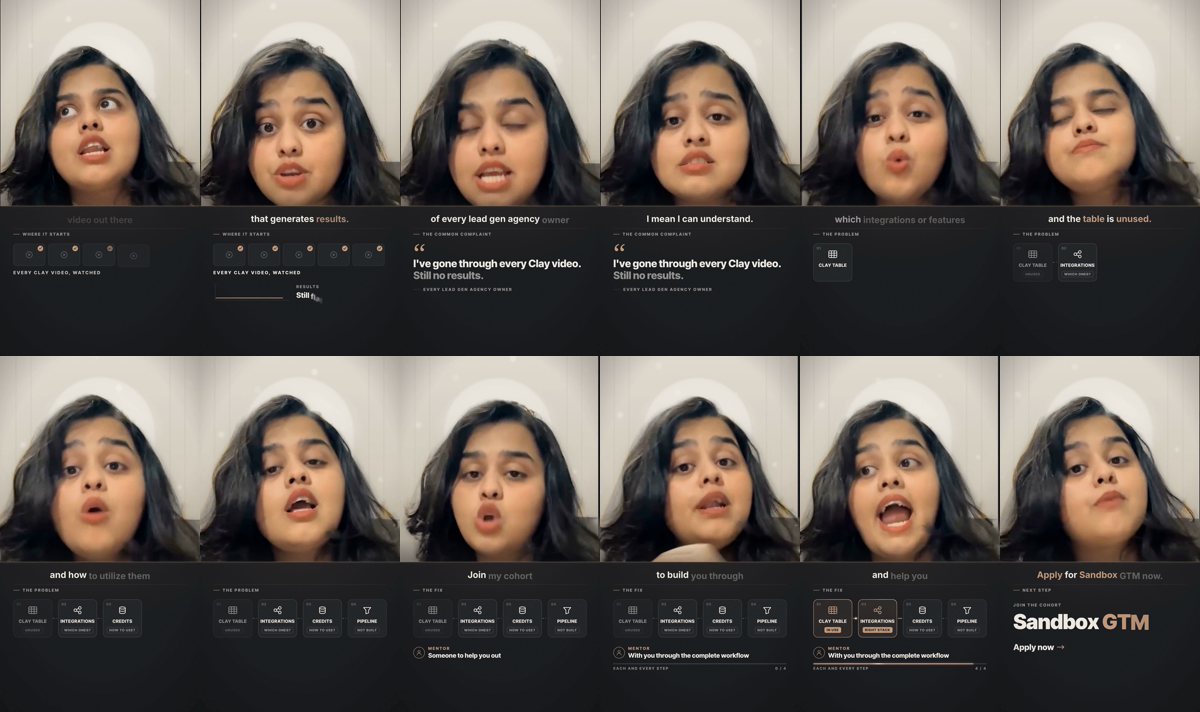 video out there
WHERE IT STARTS
EVERY CLAY VIDEO, WATCHED
that generates results.
WHERE IT STARTS
EVERY CLAY VIDEO, WATCHED
RESULTS
Still
of every lead gen agency owner
THE COMMON COMPLAINT
“
I've gone through every Clay video.
Still no results.
EVERY LEAD GEN AGENCY OWNER
I mean I can understand.
THE COMMON COMPLAINT
“
I've gone through every Clay video.
Still no results.
EVERY LEAD GEN AGENCY OWNER
which integrations or features
THE PROBLEM
CLAY TABLE
and the table is unused.
THE PROBLEM
CLAY TABLE INTEGRATIONS
UNUSED WHICH ONES?
and how to utilize them
THE PROBLEM
CLAY TABLE INTEGRATIONS CREDITS
UNUSED WHICH ONES? HOW TO USE?
THE PROBLEM
CLAY TABLE INTEGRATIONS CREDITS PIPELINE
UNUSED WHICH ONES? HOW TO USE? NOT BUILT
Join my cohort
THE FIX
CLAY TABLE INTEGRATIONS CREDITS PIPELINE
UNUSED WHICH ONES? HOW TO USE? NOT BUILT
MENTOR
Someone to help you out
to build you through
THE FIX
CLAY TABLE INTEGRATIONS CREDITS PIPELINE
UNUSED WHICH ONES? HOW TO USE? NOT BUILT
MENTOR
With you through the complete workflow
EACH AND EVERY STEP 0 / 4
and help you
THE FIX
CLAY TABLE INTEGRATIONS CREDITS PIPELINE
IN USE RIGHT STACK HOW TO USE? NOT BUILT
MENTOR
With you through the complete workflow
EACH AND EVERY STEP 4 / 4
Apply for Sandbox GTM now.
NEXT STEP
JOIN THE COHORT
Sandbox GTM
Apply now →